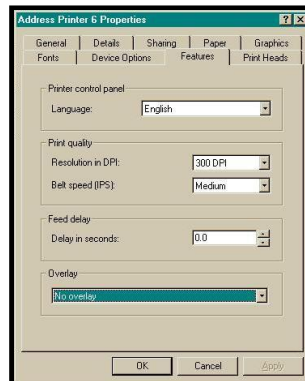 Address Printer 6 Properties
General Details Sharing Paper Graphics
Fonts Device Options Features Print Heads
Printer control panel
Language: English
Print quality
Resolution in DPI: 300 DPI
Belt speed (IPS): Medium
Feed delay
Delay in seconds: 0.0
Overlay
No overlay
OK Cancel Apply